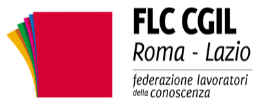 FLC CGIL
Roma - Lazio
federazione lavoratori
della conoscenza